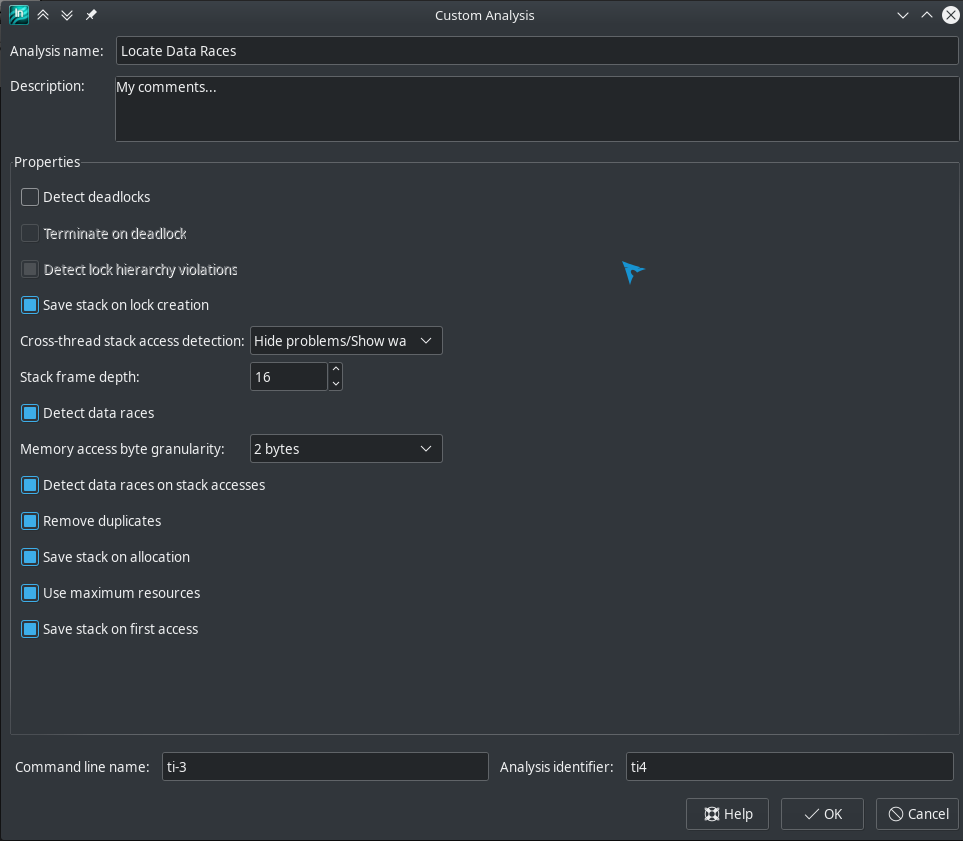 In
Custom Analysis
Analysis name: Locate Data Races
Description: My comments...
Properties
Detect deadlocks
Terminate on deadlock
Detect lock hierarchy violations
Save stack on lock creation
Cross-thread stack access detection: Hide problems/Show wa
Stack frame depth: 16
Detect data races
Memory access byte granularity: 2 bytes
Detect data races on stack accesses
Remove duplicates
Save stack on allocation
Use maximum resources
Save stack on first access
Command line name: ti-3 Analysis identifier: ti4
Help OK Cancel